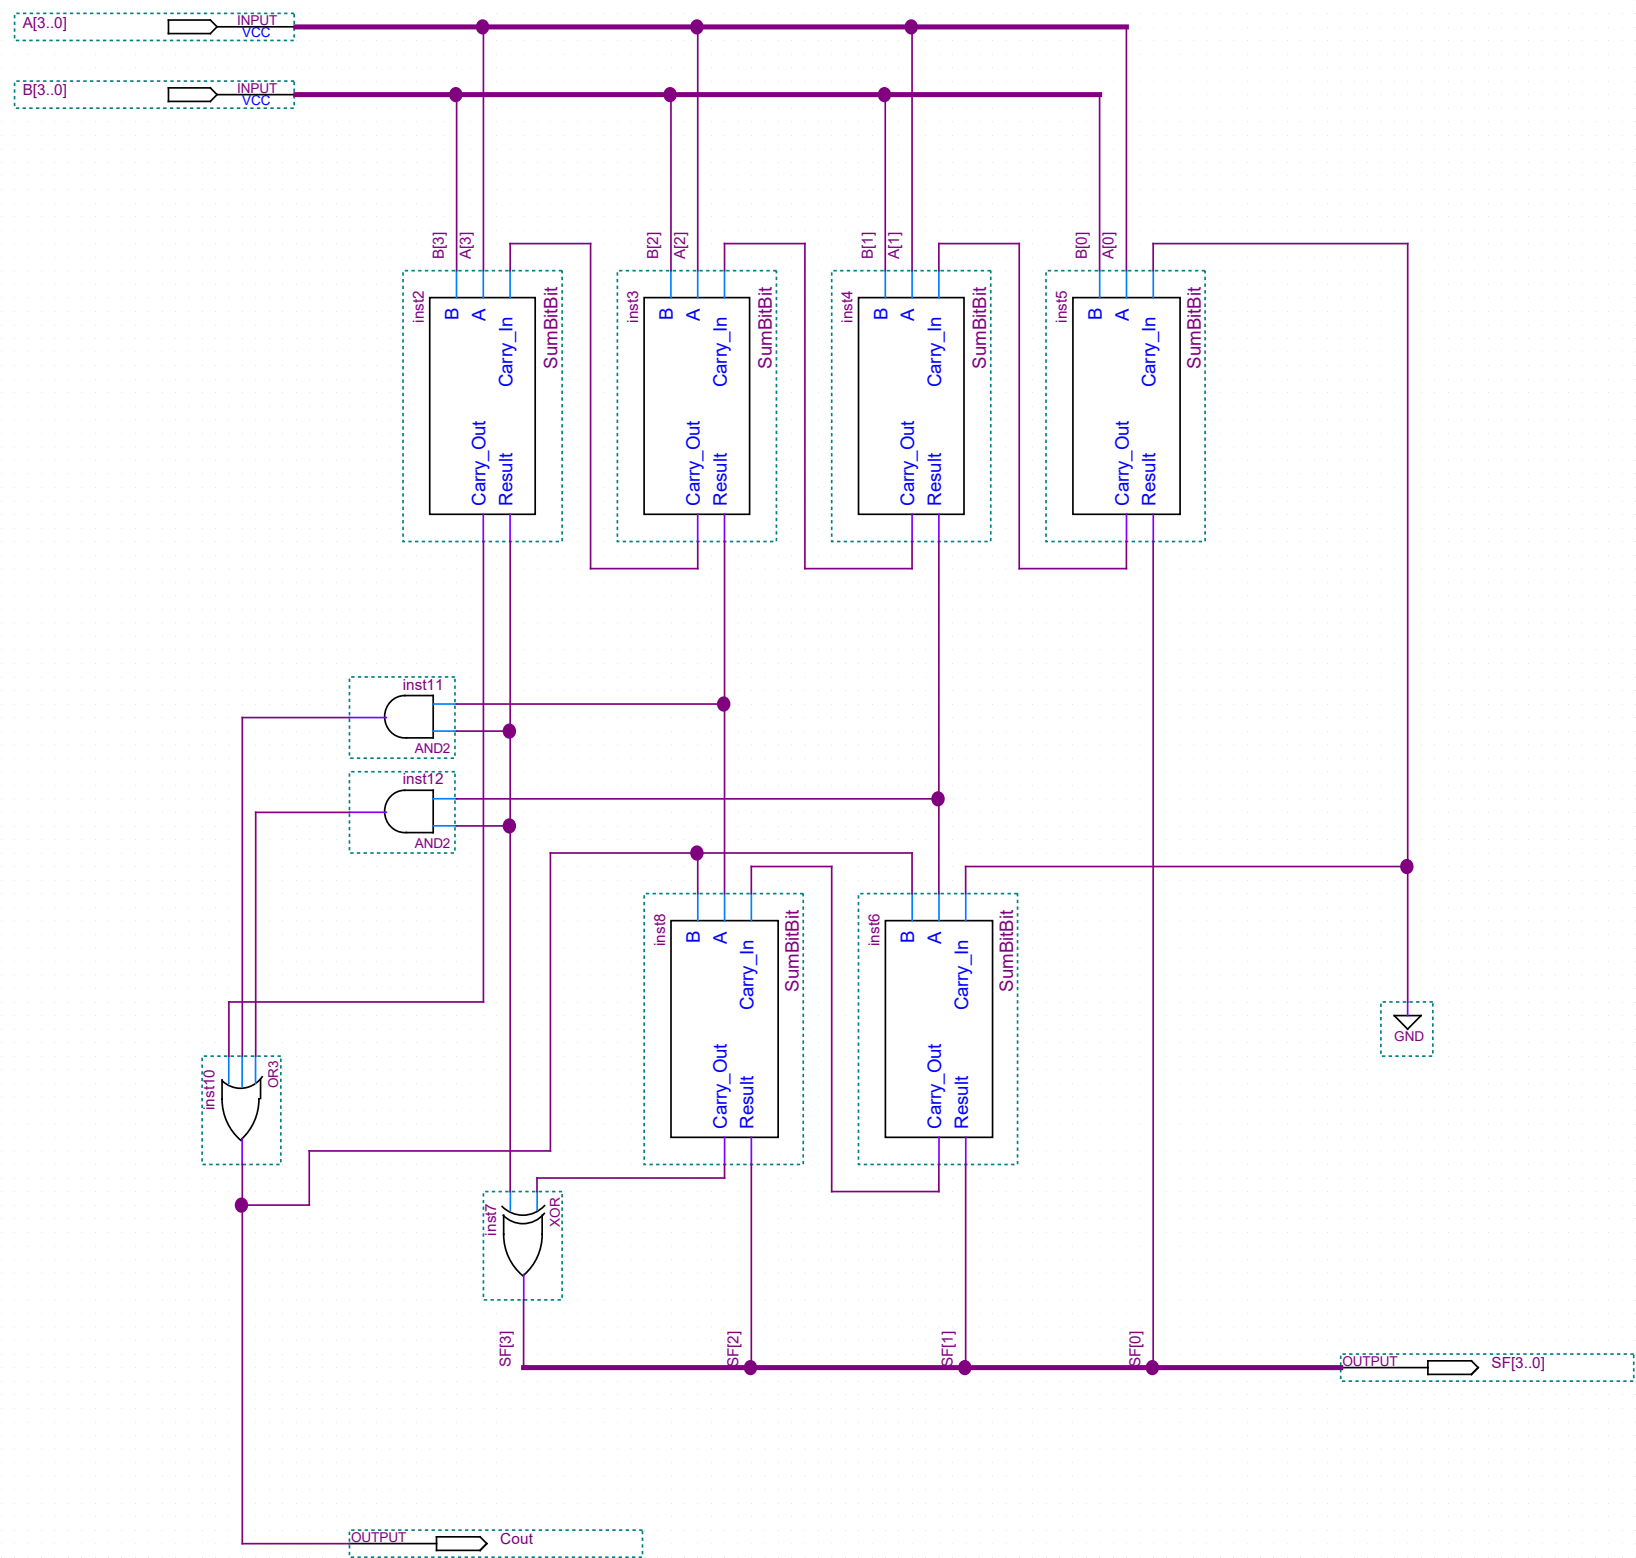 A[3..0]
INPUT
VCC
B[3..0]
INPUT
VCC
B[3]
A[3]
B[2]
A[2]
B[1]
A[1]
B[0]
A[0]
inst2
B
A
Carry_In
SumBitBit
Carry_Out
Result
inst3
B
A
Carry_In
SumBitBit
Carry_Out
Result
inst4
B
A
Carry_In
SumBitBit
Carry_Out
Result
inst5
B
A
Carry_In
SumBitBit
Carry_Out
Result
inst11
AND2
inst12
AND2
inst8
B
A
Carry_In
SumBitBit
Carry_Out
Result
inst6
B
A
Carry_In
SumBitBit
Carry_Out
Result
GND
inst10
OR3
inst7
XOR
SF[3]
SF[2]
SF[1]
SF[0]
OUTPUT
SF[3..0]
OUTPUT
Cout